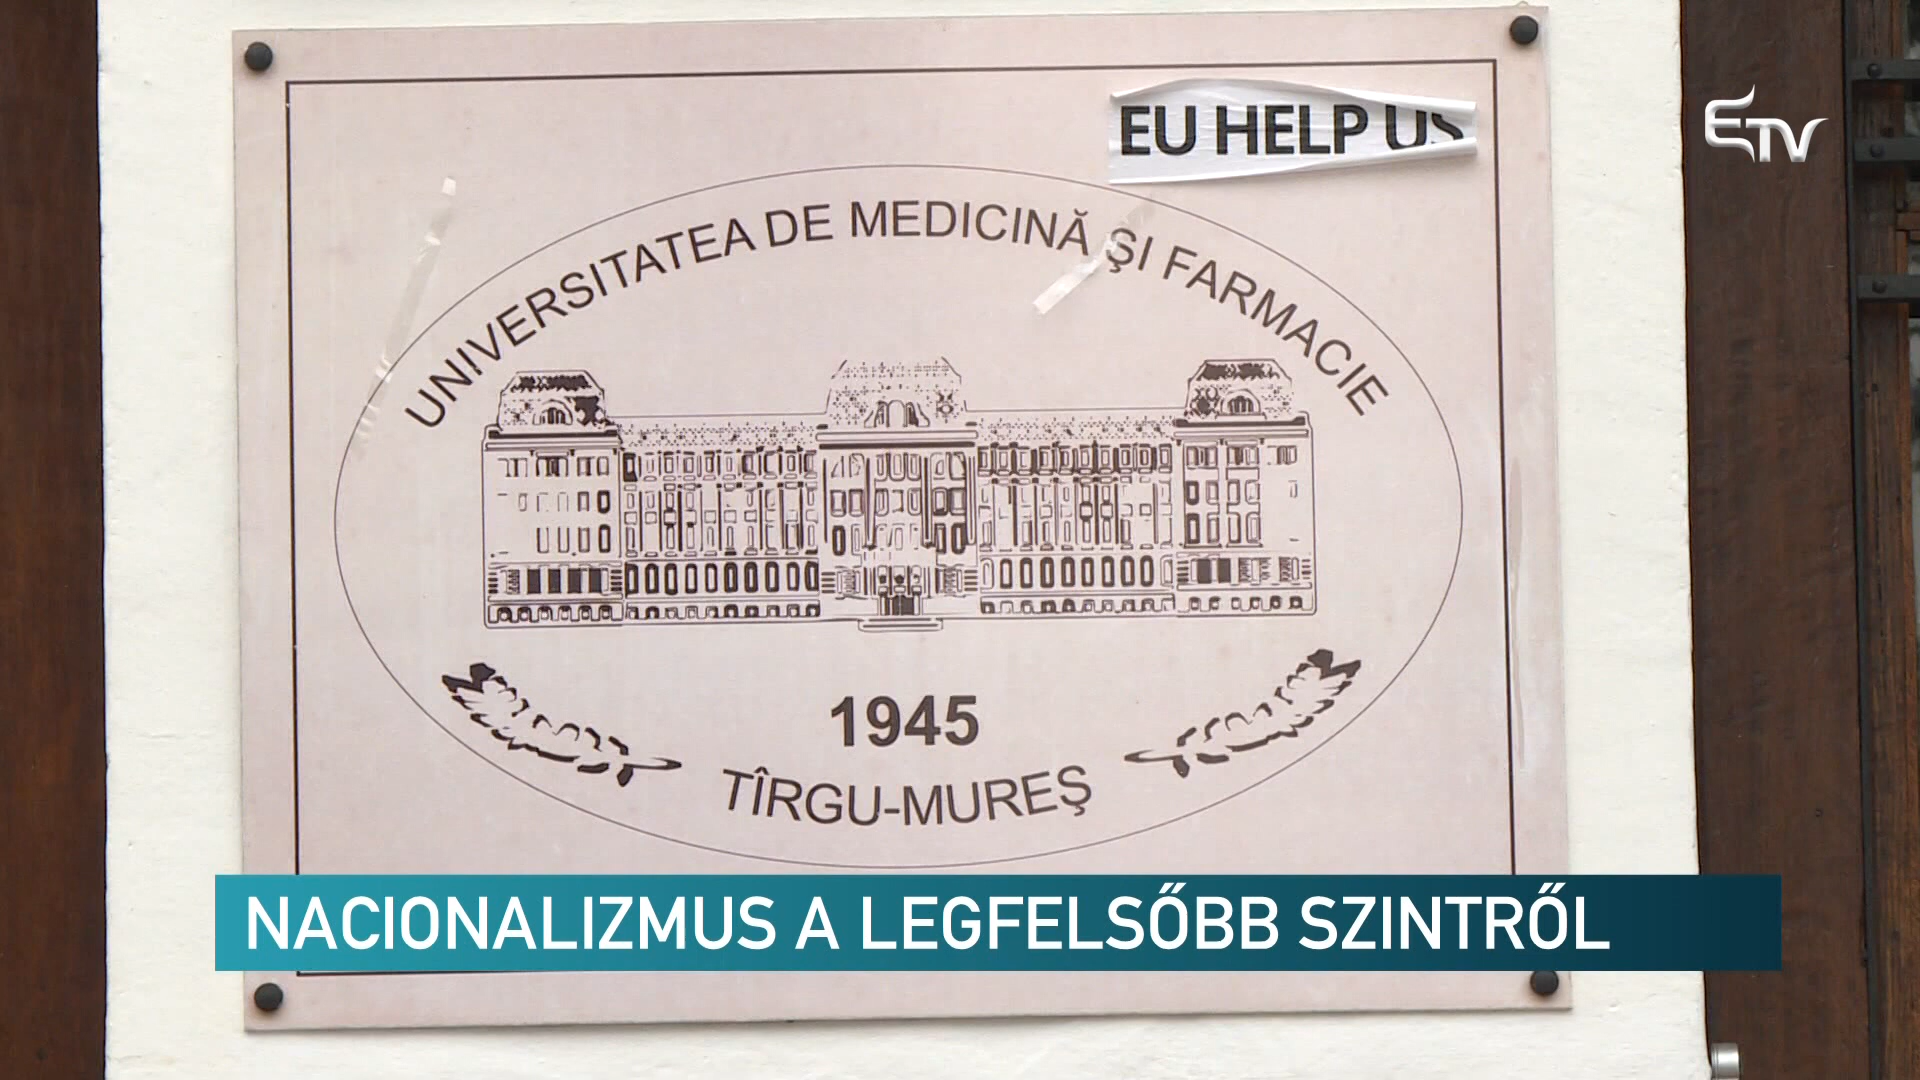 EU HELP US
ETV
UNIVERSITATEA DE MEDICINĂ ŞI FARMACIE
1945
TÎRGU-MUREŞ
NACIONALIZMUS A LEGFELSŐBB SZINTRŐL